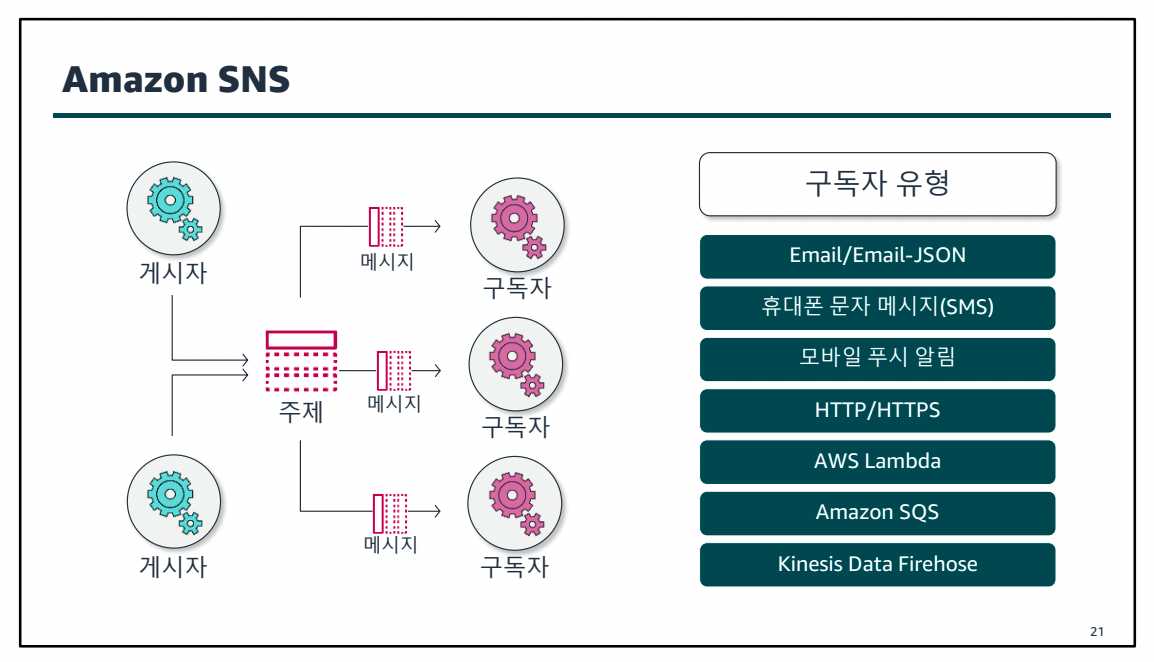 Amazon SNS
게시자
게시자
주제
메시지
구독자
메시지
구독자
메시지
구독자
구독자 유형
Email/Email-JSON
휴대폰 문자 메시지(SMS)
모바일 푸시 알림
HTTP/HTTPS
AWS Lambda
Amazon SQS
Kinesis Data Firehose
21